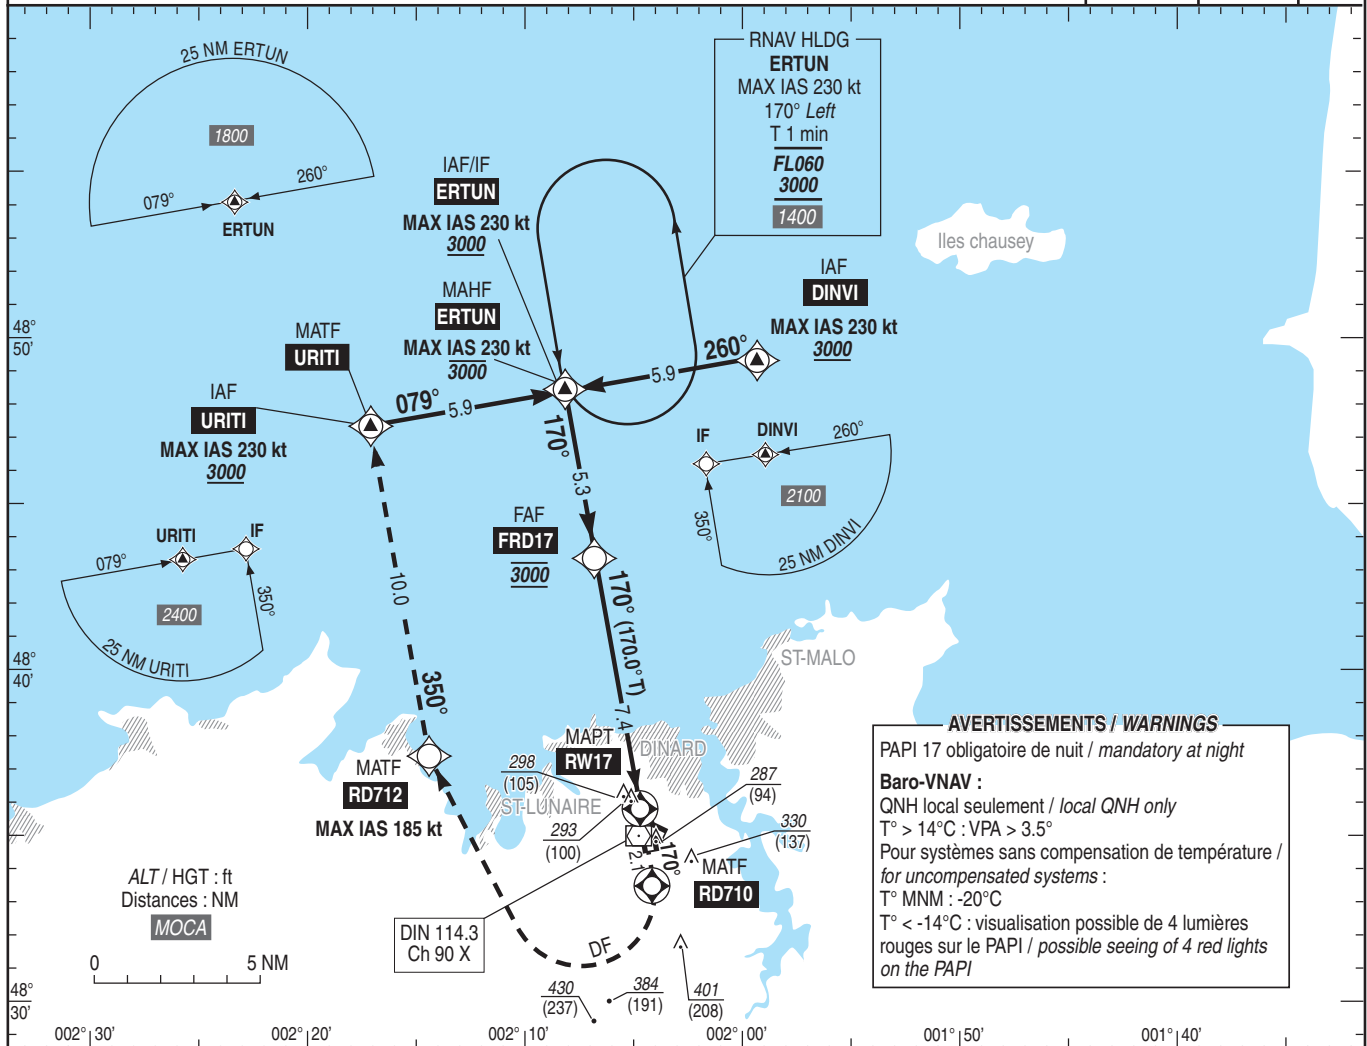 25 NM ERTUN
1800
079°
260°
ERTUN
RNAV HLDG
ERTUN
MAX IAS 230 kt
170° Left
T 1 min
FL060
3000
1400
Iles chausey
IAF/IF
ERTUN
MAX IAS 230 kt
3000
MAHF
ERTUN
MAX IAS 230 kt
3000
IAF
DINVI
MAX IAS 230 kt
3000
MATF
URITI
IAF
URITI
MAX IAS 230 kt
3000
079°
5.9
260°
5.9
170°
5.3
IF
DINVI
260°
2100
350°
25 NM DINVI
URITI
IF
079°
350°
2400
25 NM URITI
FAF
FRD17
3000
10.0
350°
170° (170.0° T)
7.4
ST-MALO
DINARD
ST-LUNAIRE
MAPT
RW17
MATF
RD712
MAX IAS 185 kt
298
(105)
293
(100)
287
(94)
330
(137)
170°
2.1
MATF
RD710
DF
DIN 114.3
Ch 90 X
430
(237)
384
(191)
401
(208)
ALT / HGT : ft
Distances : NM
MOCA
0
5 NM
AVERTISSEMENTS / WARNINGS
PAPI 17 obligatoire de nuit / mandatory at night
Baro-VNAV :
QNH local seulement / local QNH only
T° > 14°C : VPA > 3.5°
Pour systèmes sans compensation de température /
for uncompensated systems :
T° MNM : -20°C
T° < -14°C : visualisation possible de 4 lumières
rouges sur le PAPI / possible seeing of 4 red lights
on the PAPI
48°
50'
48°
40'
48°
30'
002° 30'
002° 20'
002° 10'
002° 00'
001° 50'
001° 40'